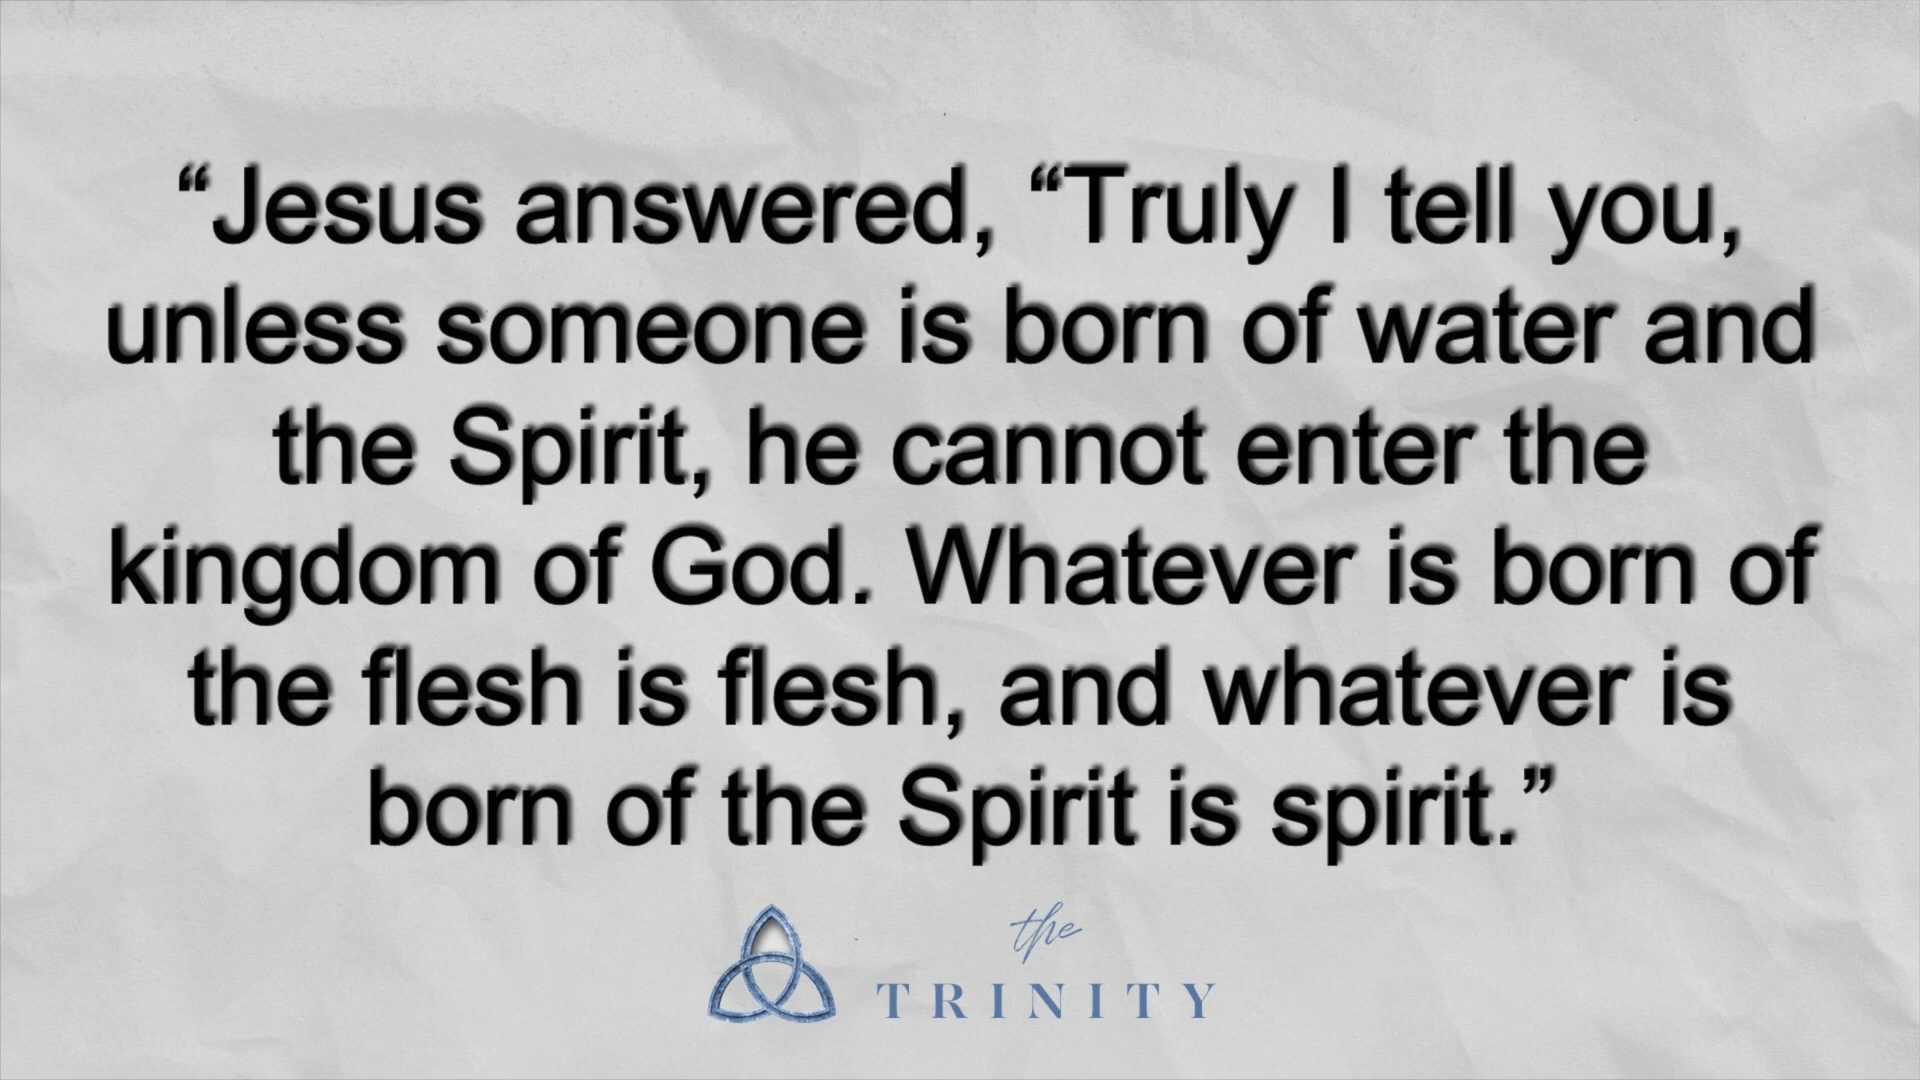 “Jesus answered, “Truly I tell you,
unless someone is born of water and
the Spirit, he cannot enter the
kingdom of God. Whatever is born of
the flesh is flesh, and whatever is
born of the Spirit is spirit.”
the
TRINITY